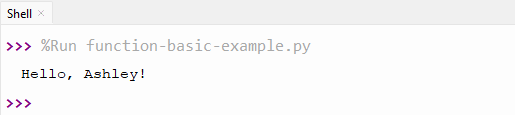 Shell ×
>>> %Run function-basic-example.py
Hello, Ashley!
>>>